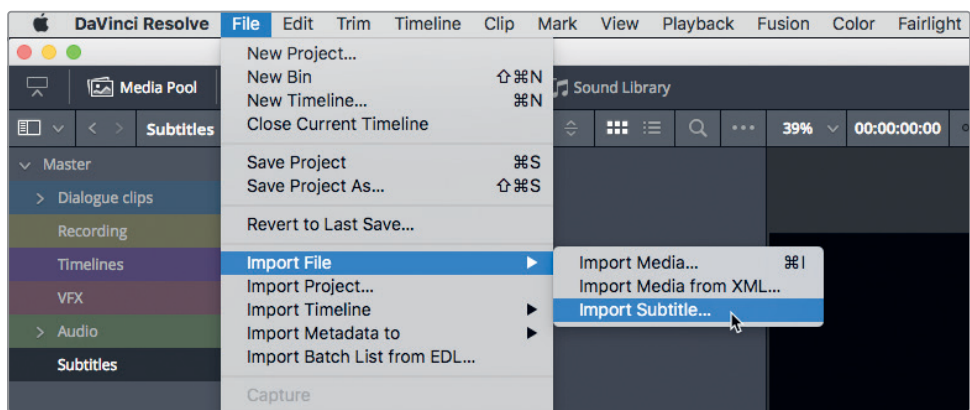 DaVinci Resolve File Edit Trim Timeline Clip Mark View Playback Fusion Color Fairlight
New Project...
New Bin ⇧⌘N
New Timeline... ⌘N
Close Current Timeline
Save Project ⌘S
Save Project As... ⇧⌘S
Revert to Last Save...
Import File
Import Project...
Import Timeline
Import Metadata to
Import Batch List from EDL...
Capture
Import Media... ⌘I
Import Media from XML...
Import Subtitle...
Media Pool
Sound Library
Subtitles
39% 00:00:00:00
Master
Dialogue clips
Recording
Timelines
VFX
Audio
Subtitles